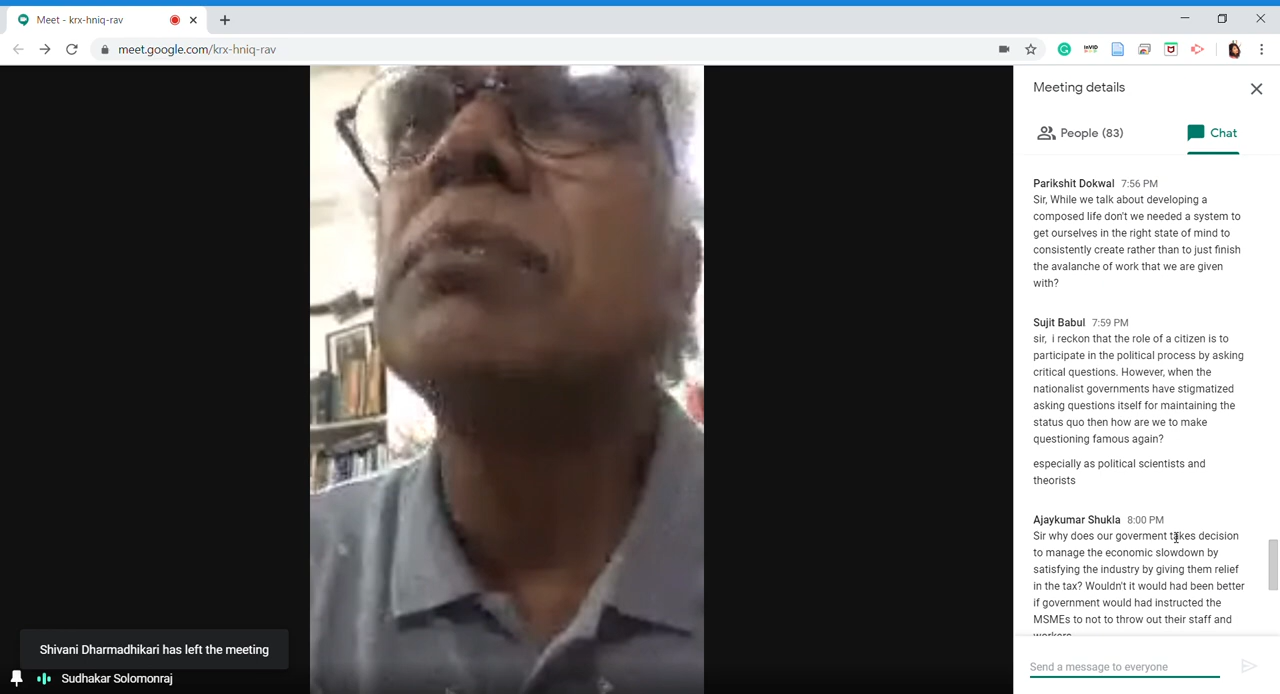 Meet - krx-hniq-rav
meet.google.com/krx-hniq-rav
InVID
Meeting details
People (83)
Chat
Parikshit Dokwal 7:56 PM
Sir, While we talk about developing a
composed life don't we needed a system to
get ourselves in the right state of mind to
consistently create rather than to just finish
the avalanche of work that we are given
with?
Sujit Babul 7:59 PM
sir, i reckon that the role of a citizen is to
participate in the political process by asking
critical questions. However, when the
nationalist governments have stigmatized
asking questions itself for maintaining the
status quo then how are we to make
questioning famous again?
especially as political scientists and
theorists
Ajaykumar Shukla 8:00 PM
Sir why does our goverment takes decision
to manage the economic slowdown by
satisfying the industry by giving them relief
in the tax? Wouldn't it would had been better
if government would had instructed the
MSMEs to not to throw out their staff and
workers
Send a message to everyone
Shivani Dharmadhikari has left the meeting
Sudhakar Solomonraj